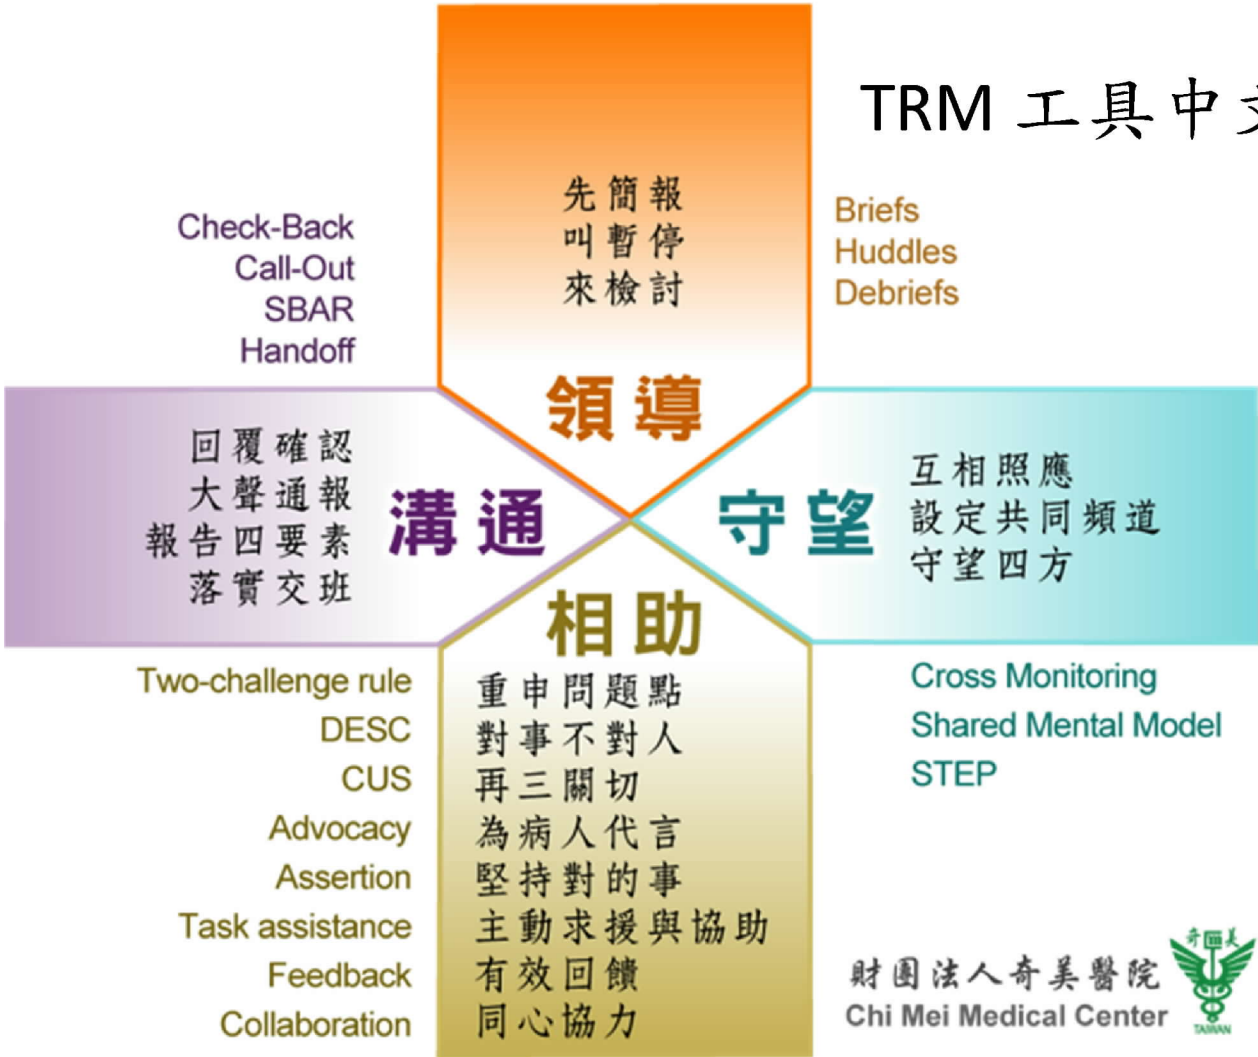 TRM 工具中文
先簡報
叫暫停
來檢討
領導
Briefs
Huddles
Debriefs
Check-Back
Call-Out
SBAR
Handoff
回覆確認
大聲通報
報告四要素
落實交班
溝通
守望
互相照應
設定共同頻道
守望四方
Cross Monitoring
Shared Mental Model
STEP
相助
Two-challenge rule
DESC
CUS
Advocacy
Assertion
Task assistance
Feedback
Collaboration
重申問題點
對事不對人
再三關切
為病人代言
堅持對的事
主動求援與協助
有效回饋
同心協力
財團法人奇美醫院
Chi Mei Medical Center
奇美
TAIWAN